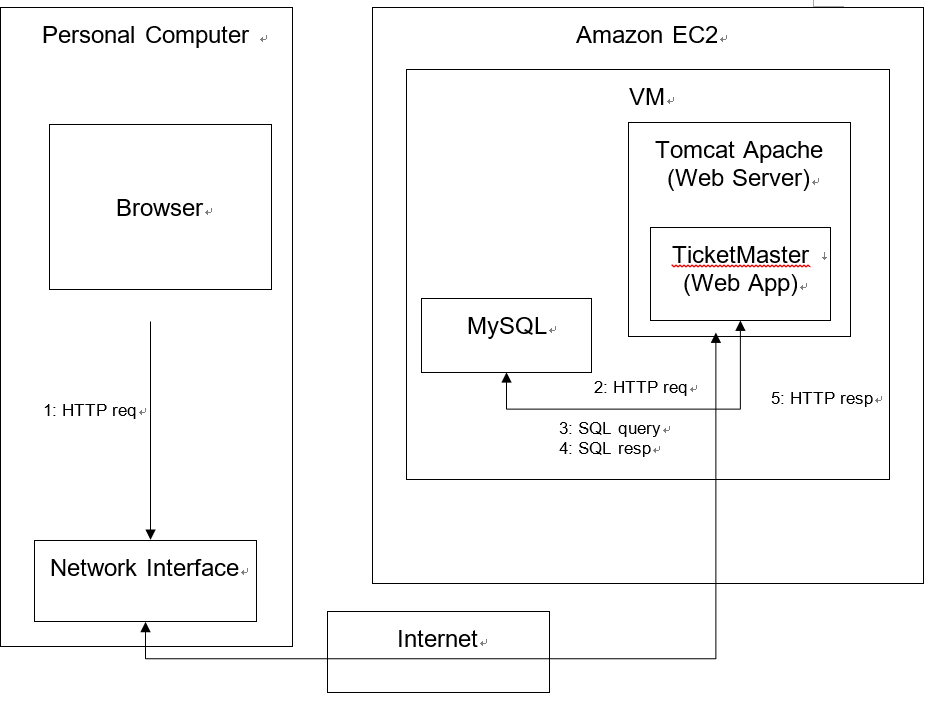 Personal Computer
Browser
1: HTTP req
Network Interface
Internet
Amazon EC2
VM
Tomcat Apache
(Web Server)
TicketMaster
(Web App)
MySQL
2: HTTP req
5: HTTP resp
3: SQL query
4: SQL resp